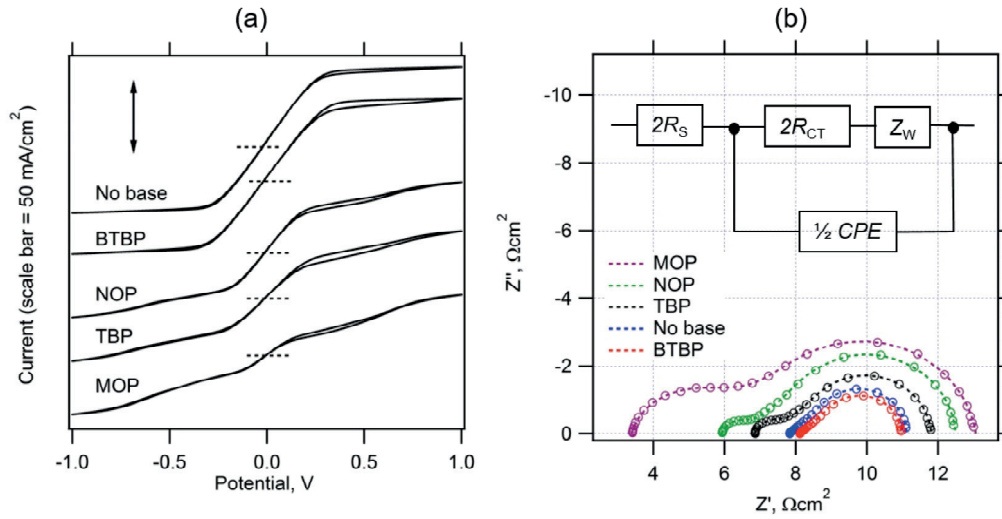 (a)
Current (scale bar = 50 mA/cm²)
No base
BTBP
NOP
TBP
MOP
-1.0 -0.5 0.0 0.5 1.0
Potential, V
(b)
Z'', Ωcm²
-10
-8
-6
-4
-2
0
2R_S
2R_CT
Z_W
½ CPE
MOP
NOP
TBP
No base
BTBP
4 6 8 10 12
Z', Ωcm²